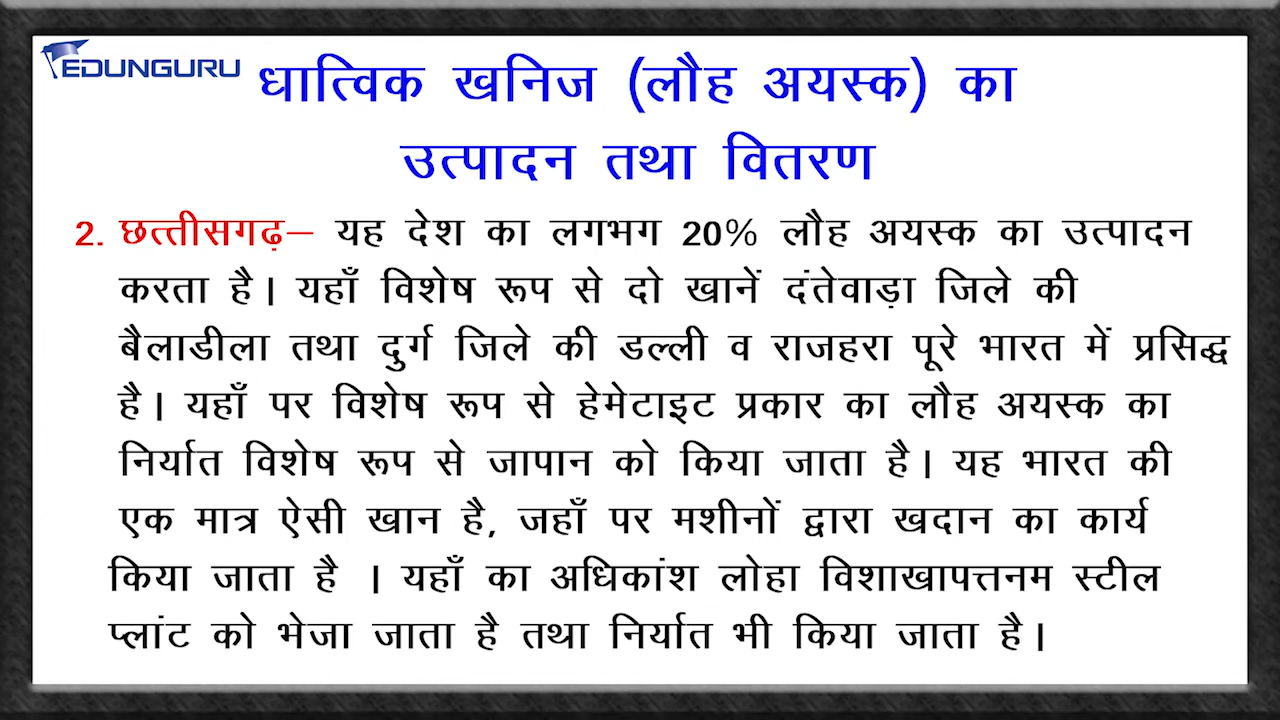 EDUNGURU
धात्विक खनिज (लौह अयस्क) का
उत्पादन तथा वितरण
2. छत्तीसगढ़– यह देश का लगभग 20% लौह अयस्क का उत्पादन
करता है। यहाँ विशेष रूप से दो खानें दंतेवाड़ा जिले की
बैलाडीला तथा दुर्ग जिले की डल्ली व राजहरा पूरे भारत में प्रसिद्ध
है। यहाँ पर विशेष रूप से हेमेटाइट प्रकार का लौह अयस्क का
निर्यात विशेष रूप से जापान को किया जाता है। यह भारत की
एक मात्र ऐसी खान है, जहाँ पर मशीनों द्वारा खदान का कार्य
किया जाता है । यहाँ का अधिकांश लोहा विशाखापत्तनम स्टील
प्लांट को भेजा जाता है तथा निर्यात भी किया जाता है।